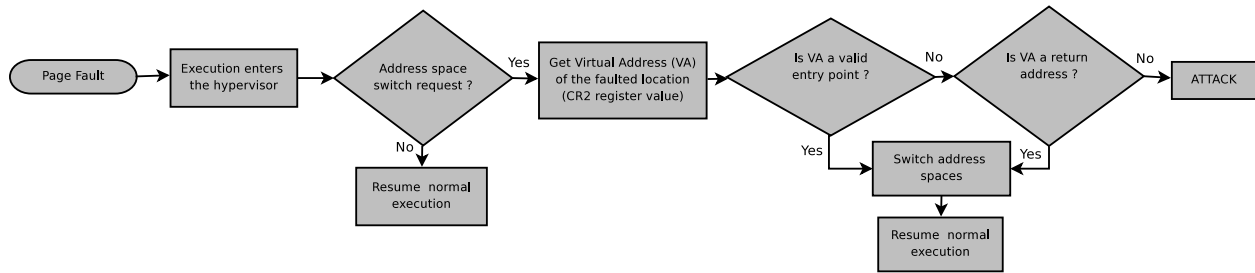 Page Fault
Execution enters
the hypervisor
Address space
switch request ?
Yes
No
Resume normal
execution
Get Virtual Address (VA)
of the faulted location
(CR2 register value)
Is VA a valid
entry point ?
No
Yes
Is VA a return
address ?
No
Yes
ATTACK
Switch address
spaces
Resume normal
execution